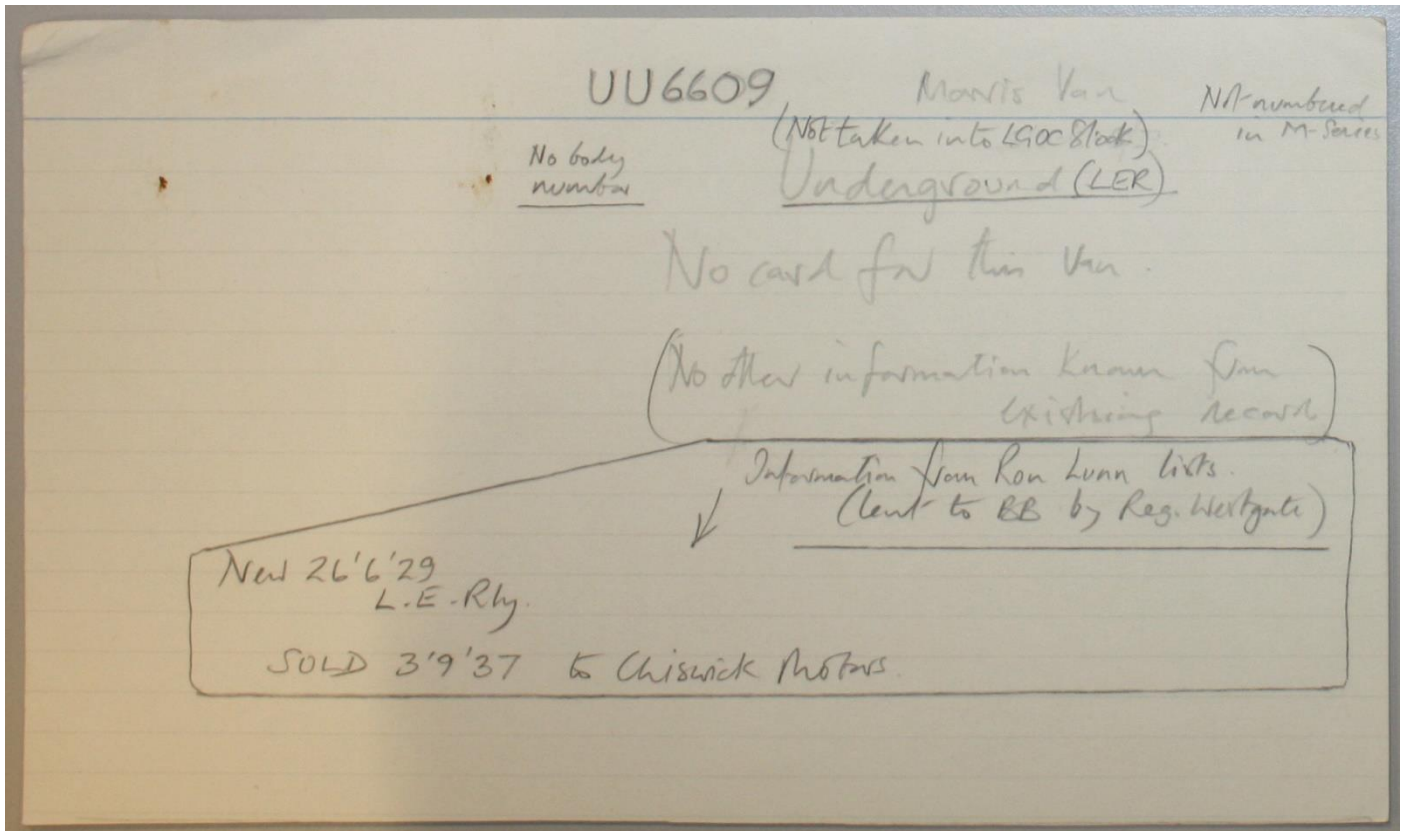 UU6609 Morris Van Not numbered
in M-Series
(Not taken into LGOC Stock)
No body
number
Underground (LER)
No card for this Van.
(No other information known from
existing record)
Information from Ron Lunn lists.
(lent to BB by Reg. Westgate)
New 26'6'29
L.E.Rly.
SOLD 3'9'37 to Chiswick Motors.